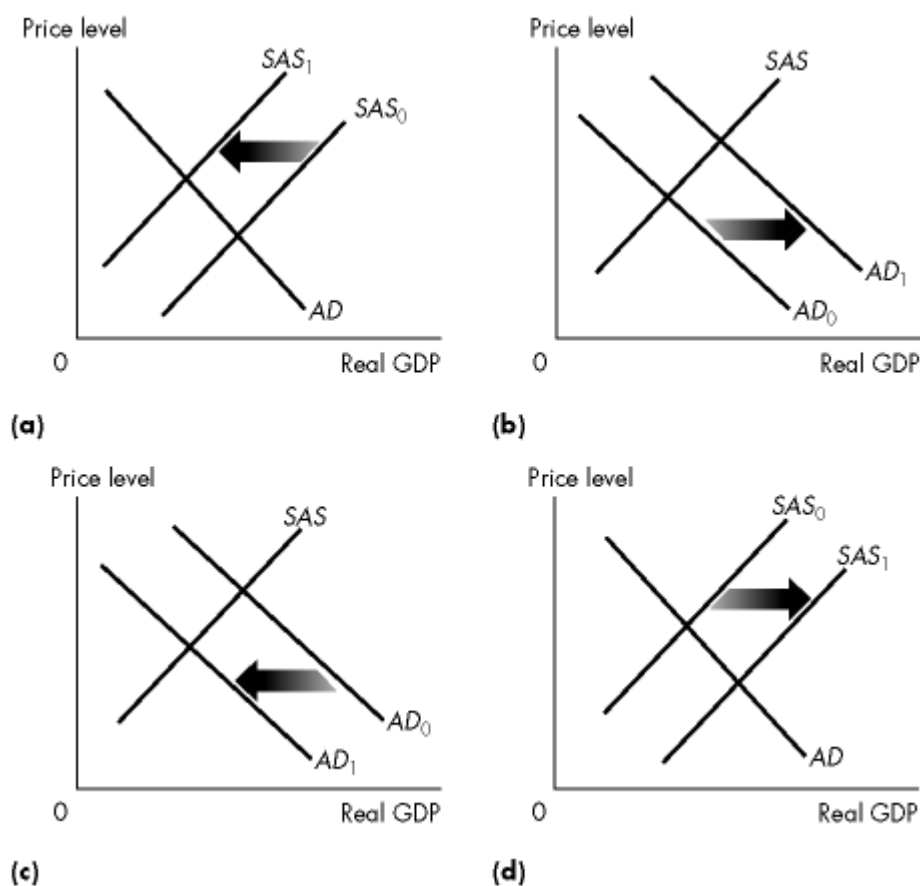 Price level
SAS₁
SAS₀
AD
0
Real GDP
(a)
Price level
SAS
AD₁
AD₀
0
Real GDP
(b)
Price level
SAS
AD₀
AD₁
0
Real GDP
(c)
Price level
SAS₀
SAS₁
AD
0
Real GDP
(d)